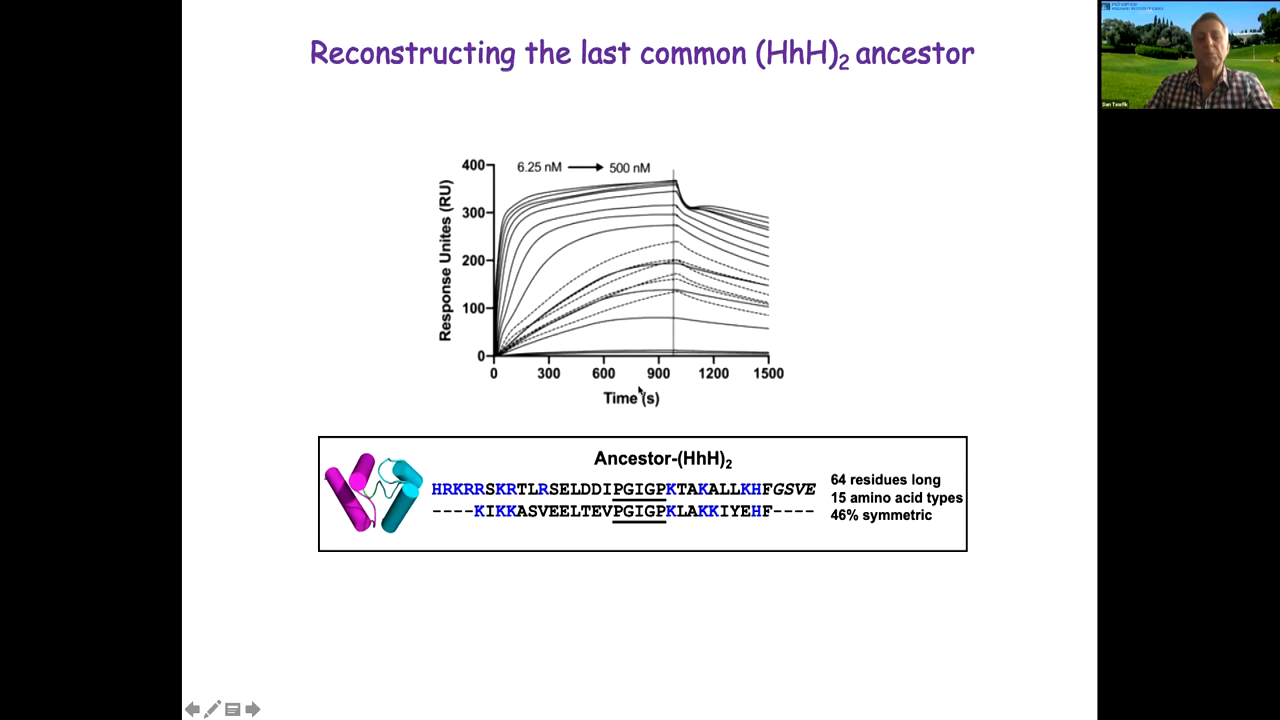 Reconstructing the last common (HhH)2 ancestor
6.25 nM → 500 nM
Response Unites (RU)
400
300
200
100
0
0 300 600 900 1200 1500
Time (s)
Ancestor-(HhH)2
HRKRRSKRTLRSELDDIPGIGPKTAKALLKHFGSVE
----KIKKASVEELTEVPGIGPKLAKKIYEHF----
64 residues long
15 amino acid types
46% symmetric
Dan Tawfik